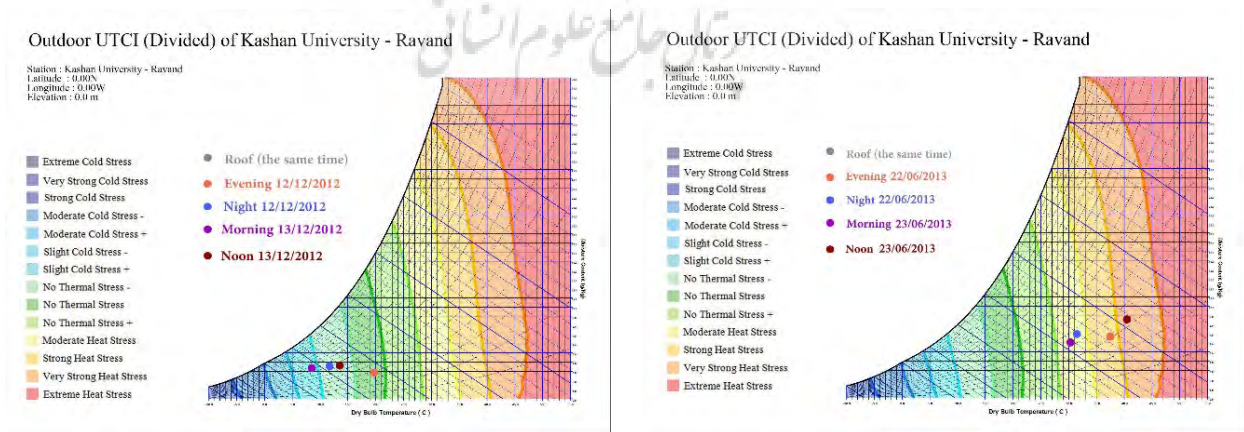 پرتال جامع علوم انسانی
Outdoor UTCI (Divided) of Kashan University - Ravand
Station : Kashan University - Ravand
Latitude : 0.00N
Longitude : 0.00W
Elevation : 0.0 m
Extreme Cold Stress
Very Strong Cold Stress
Strong Cold Stress
Moderate Cold Stress -
Moderate Cold Stress +
Slight Cold Stress -
Slight Cold Stress +
No Thermal Stress -
No Thermal Stress
No Thermal Stress +
Moderate Heat Stress
Strong Heat Stress
Very Strong Heat Stress
Extreme Heat Stress
Roof (the same time)
Evening 12/12/2012
Night 12/12/2012
Morning 13/12/2012
Noon 13/12/2012
Dry Bulb Temperature ( C )
Outdoor UTCI (Divided) of Kashan University - Ravand
Station : Kashan University - Ravand
Latitude : 0.00N
Longitude : 0.00W
Elevation : 0.0 m
Extreme Cold Stress
Very Strong Cold Stress
Strong Cold Stress
Moderate Cold Stress -
Moderate Cold Stress +
Slight Cold Stress -
Slight Cold Stress +
No Thermal Stress -
No Thermal Stress
No Thermal Stress +
Moderate Heat Stress
Strong Heat Stress
Very Strong Heat Stress
Extreme Heat Stress
Roof (the same time)
Evening 22/06/2013
Night 22/06/2013
Morning 23/06/2013
Noon 23/06/2013
Dry Bulb Temperature ( C )